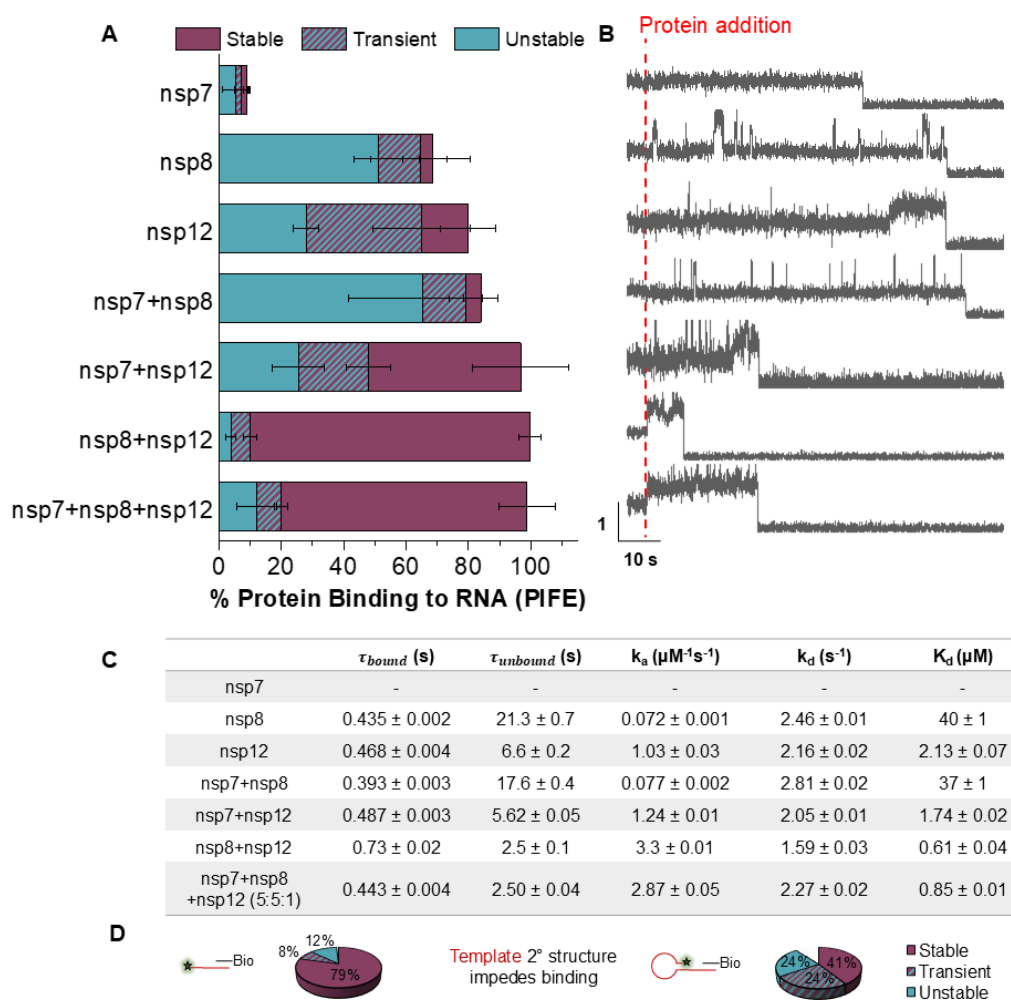 A
Stable
Transient
Unstable
B
Protein addition
nsp7
nsp8
nsp12
nsp7+nsp8
nsp7+nsp12
nsp8+nsp12
nsp7+nsp8+nsp12
0 20 40 60 80 100
% Protein Binding to RNA (PIFE)
1
10 s
C
τbound (s) τunbound (s) ka (µM-1s-1) kd (s-1) Kd (µM)
nsp7 - - - - -
nsp8 0.435 ± 0.002 21.3 ± 0.7 0.072 ± 0.001 2.46 ± 0.01 40 ± 1
nsp12 0.468 ± 0.004 6.6 ± 0.2 1.03 ± 0.03 2.16 ± 0.02 2.13 ± 0.07
nsp7+nsp8 0.393 ± 0.003 17.6 ± 0.4 0.077 ± 0.002 2.81 ± 0.02 37 ± 1
nsp7+nsp12 0.487 ± 0.003 5.62 ± 0.05 1.24 ± 0.01 2.05 ± 0.01 1.74 ± 0.02
nsp8+nsp12 0.73 ± 0.02 2.5 ± 0.1 3.3 ± 0.01 1.59 ± 0.03 0.61 ± 0.04
nsp7+nsp8
+nsp12 (5:5:1) 0.443 ± 0.004 2.50 ± 0.04 2.87 ± 0.05 2.27 ± 0.02 0.85 ± 0.01
D
Bio
12%
8%
79%
Template 2° structure
impedes binding
Bio
24%
41%
24%
Stable
Transient
Unstable